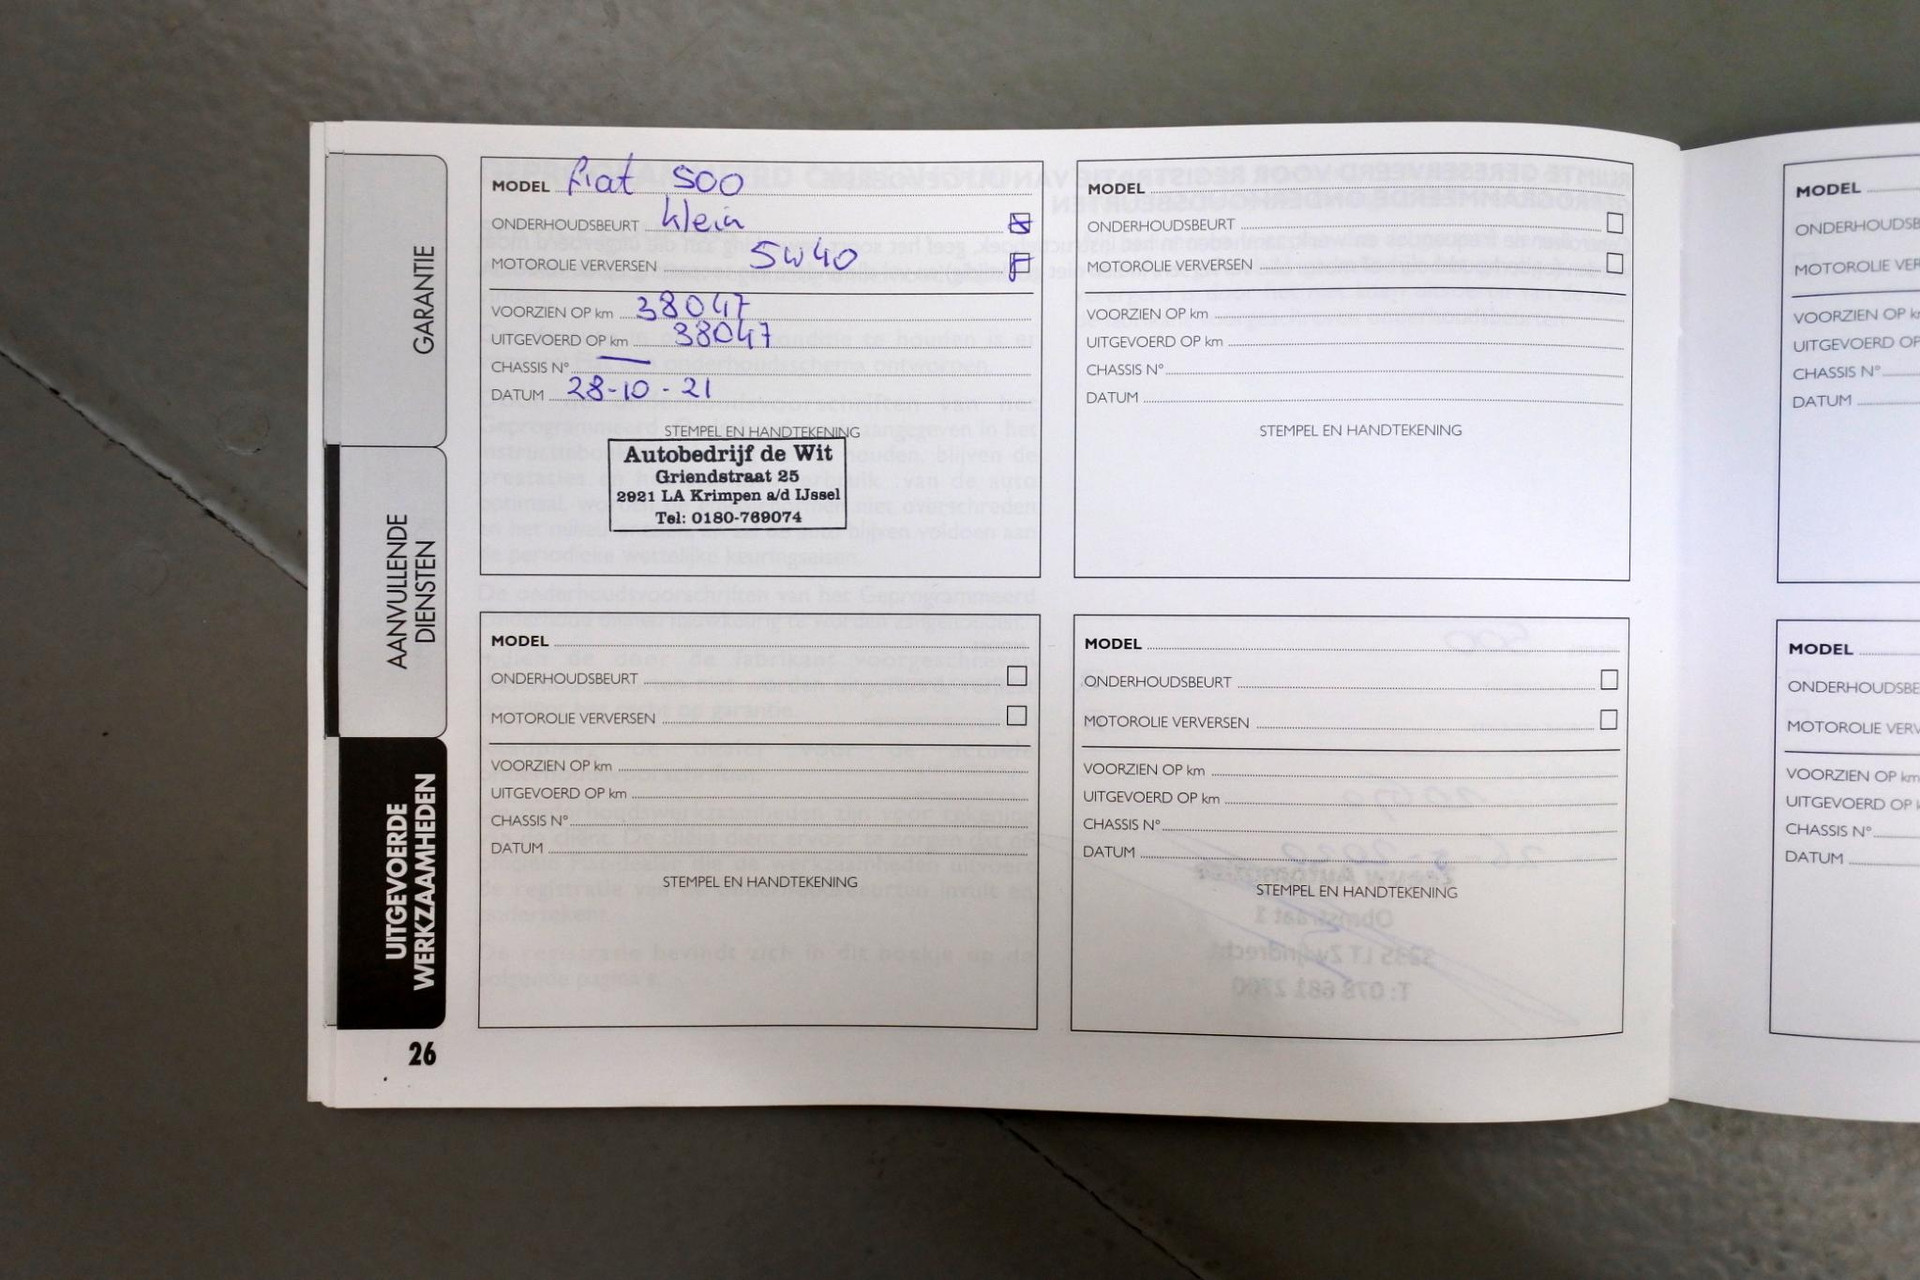 GARANTIE
AANVULLENDE
DIENSTEN
UITGEVOERDE
WERKZAAMHEDEN
26
MODEL fiat 500
ONDERHOUDSBEURT klein
MOTOROLIE VERVERSEN 5w40
VOORZIEN OP km 38047
UITGEVOERD OP km 38047
CHASSIS N° —
DATUM 28-10-21
STEMPEL EN HANDTEKENING
Autobedrijf de Wit
Griendstraat 25
2921 LA Krimpen a/d IJssel
Tel: 0180-769074
MODEL
ONDERHOUDSBEURT
MOTOROLIE VERVERSEN
VOORZIEN OP km
UITGEVOERD OP km
CHASSIS N°
DATUM
STEMPEL EN HANDTEKENING
MODEL
ONDERHOUDSBEURT
MOTOROLIE VERVERSEN
VOORZIEN OP km
UITGEVOERD OP km
CHASSIS N°
DATUM
STEMPEL EN HANDTEKENING
MODEL
ONDERHOUDSBEURT
MOTOROLIE VERVERSEN
VOORZIEN OP km
UITGEVOERD OP km
CHASSIS N°
DATUM
STEMPEL EN HANDTEKENING
MODEL
ONDERHOUDSB
MOTOROLIE VER
VOORZIEN OP k
UITGEVOERD OP
CHASSIS N°
DATUM
MODEL
ONDERHOUDSBE
MOTOROLIE VERV
VOORZIEN OP km
UITGEVOERD OP k
CHASSIS N°
DATUM